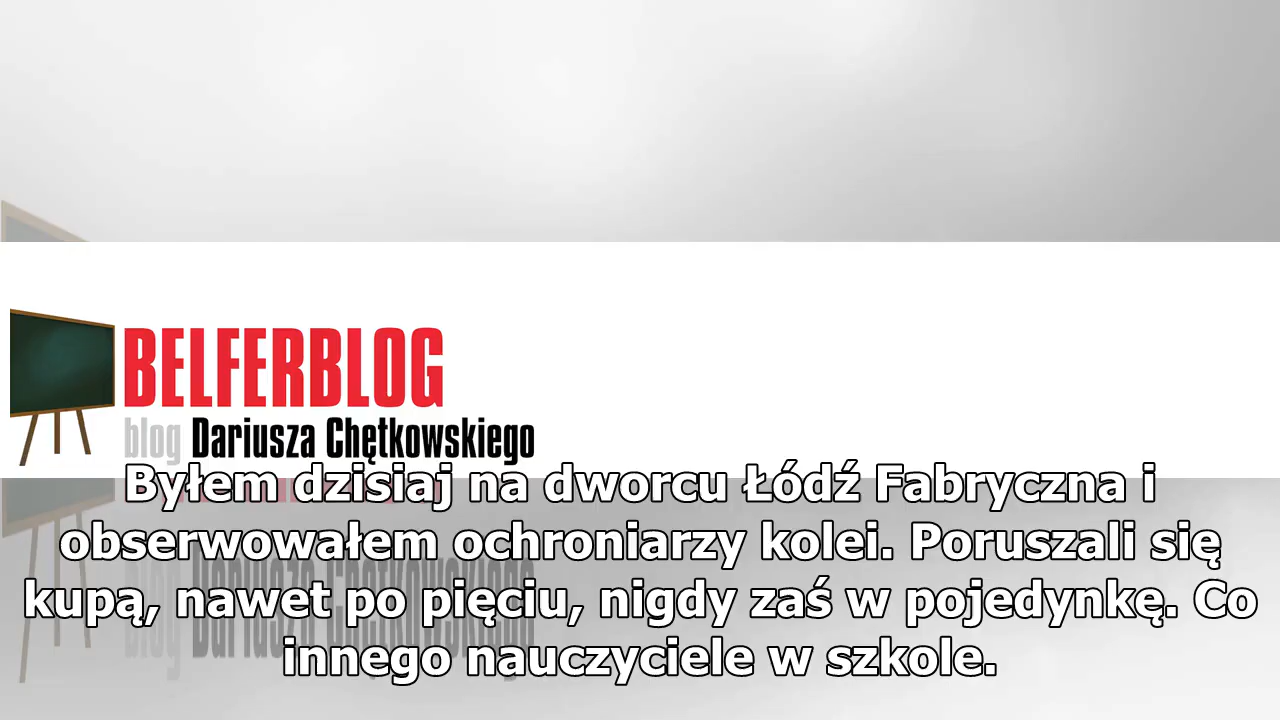 BELFERBLOG
blog Dariusza Chętkowskiego
Byłem dzisiaj na dworcu Łódź Fabryczna i
obserwowałem ochroniarzy kolei. Poruszali się
kupą, nawet po pięciu, nigdy zaś w pojedynkę. Co
innego nauczyciele w szkole.